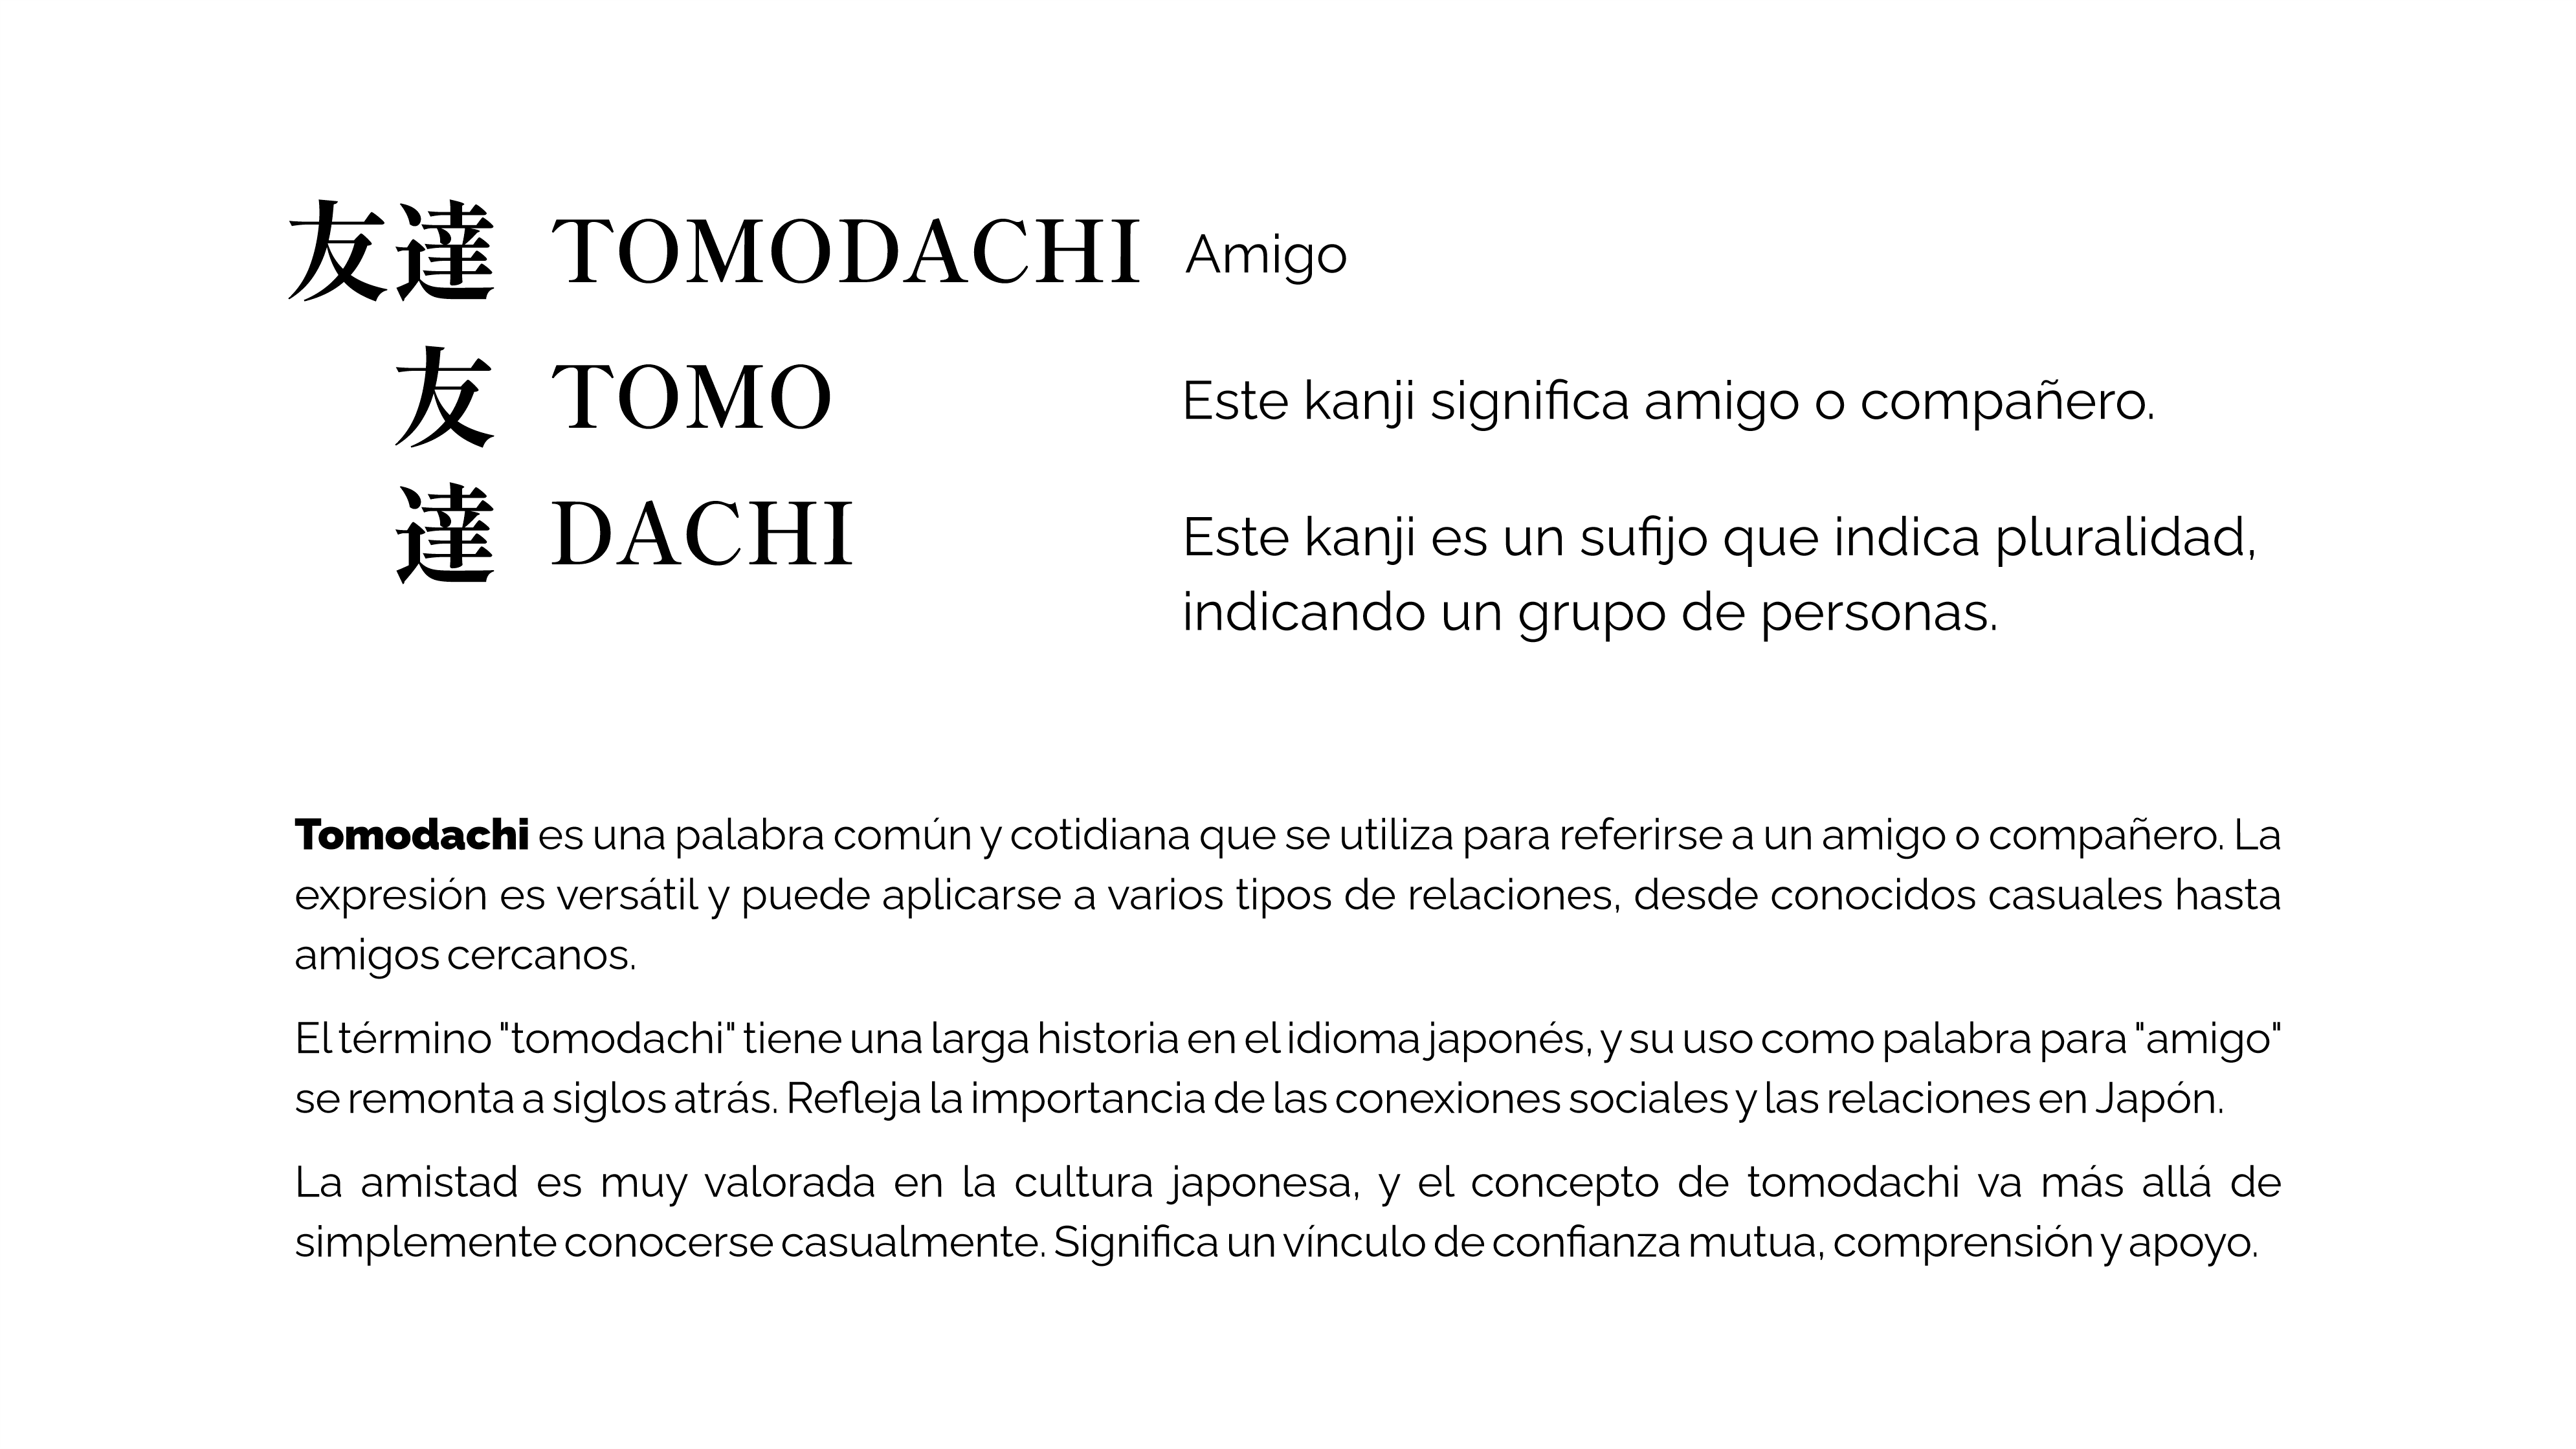 友達 TOMODACHI Amigo
友 TOMO Este kanji significa amigo o compañero.
達 DACHI Este kanji es un sufijo que indica pluralidad,
indicando un grupo de personas.
Tomodachi es una palabra común y cotidiana que se utiliza para referirse a un amigo o compañero. La
expresión es versátil y puede aplicarse a varios tipos de relaciones, desde conocidos casuales hasta
amigos cercanos.
El término "tomodachi" tiene una larga historia en el idioma japonés, y su uso como palabra para "amigo"
se remonta a siglos atrás. Refleja la importancia de las conexiones sociales y las relaciones en Japón.
La amistad es muy valorada en la cultura japonesa, y el concepto de tomodachi va más allá de
simplemente conocerse casualmente. Significa un vínculo de confianza mutua, comprensión y apoyo.